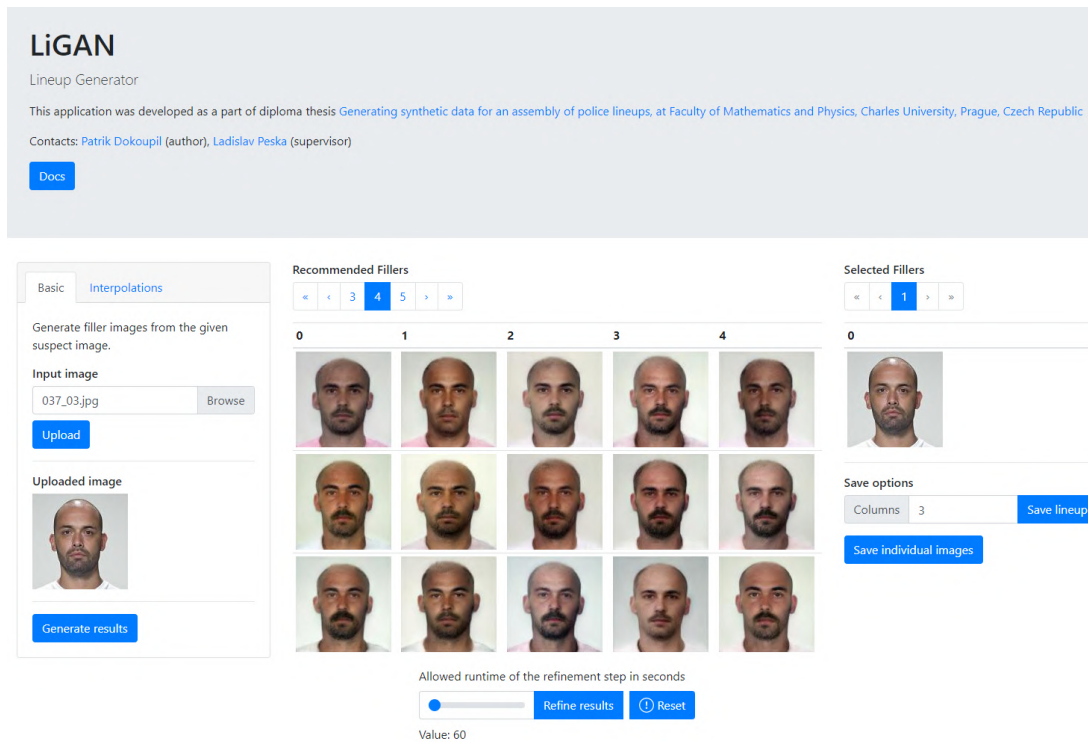 LiGAN
Lineup Generator
This application was developed as a part of diploma thesis Generating synthetic data for an assembly of police lineups, at Faculty of Mathematics and Physics, Charles University, Prague, Czech Republic
Contacts: Patrik Dokoupil (author), Ladislav Peska (supervisor)
Docs
Basic Interpolations
Generate filler images from the given
suspect image.
Input image
037_03.jpg Browse
Upload
Uploaded image
Generate results
Recommended Fillers
« ‹ 3 4 5 › »
0 1 2 3 4
Allowed runtime of the refinement step in seconds
Refine results Reset
Value: 60
Selected Fillers
« ‹ 1 › »
0
Save options
Columns 3 Save lineup
Save individual images